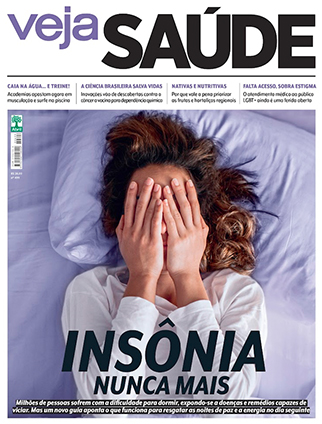 veja SAÚDE
CAIA NA ÁGUA... E TREINE!
Academias apostam agora em
musculação e surfe na piscina
A CIÊNCIA BRASILEIRA SALVA VIDAS
Inovações vão de descobertas contra o
câncer a vacina para dependência química
NATIVAS E NUTRITIVAS
Por que vale a pena priorizar
as frutas e hortaliças regionais
FALTA ACESSO, SOBRA ESTIGMA
O atendimento médico ao público
LGBT+ ainda é uma ferida aberta
Abril
INSÔNIA
NUNCA MAIS
Milhões de pessoas sofrem com a dificuldade para dormir, expondo-se a doenças e remédios capazes de
viciar. Mas um novo guia aponta o que funciona para resgatar as noites de paz e a energia no dia seguinte